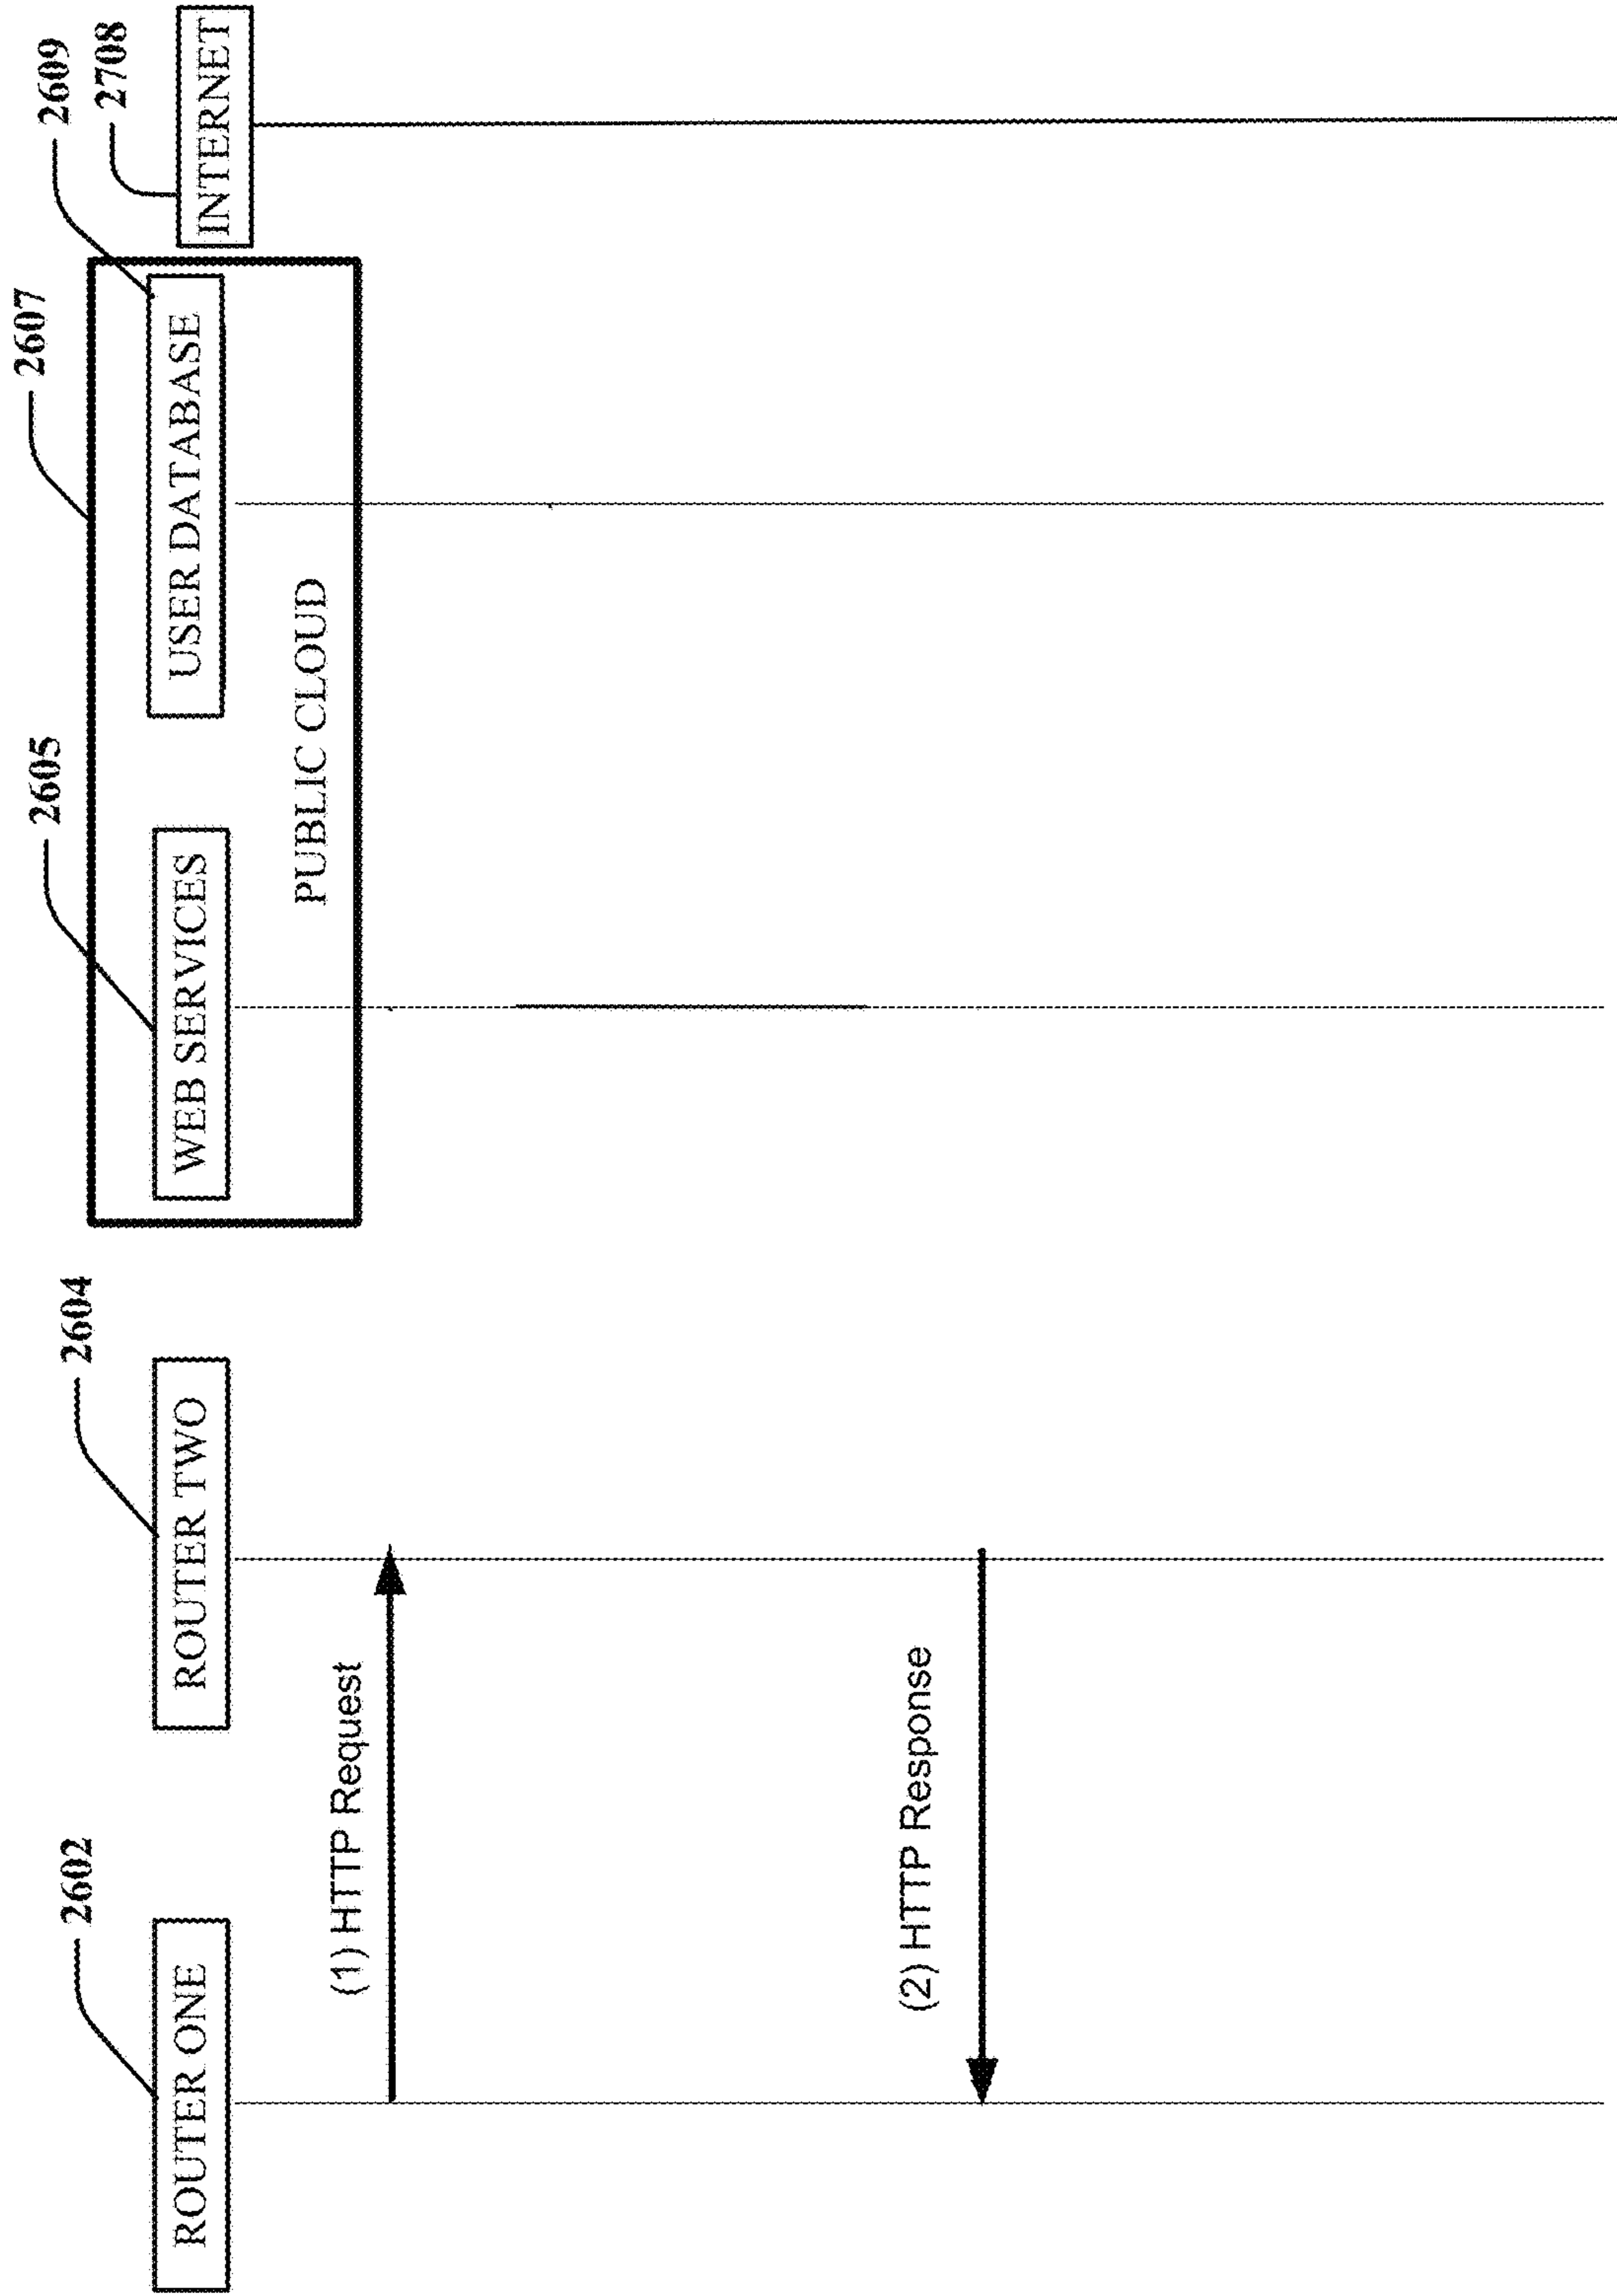 2607
2609
2605
2708
2602
2604
ROUTER ONE
ROUTER TWO
WEB SERVICES
USER DATABASE
INTERNET
PUBLIC CLOUD
(1) HTTP Request
(2) HTTP Response